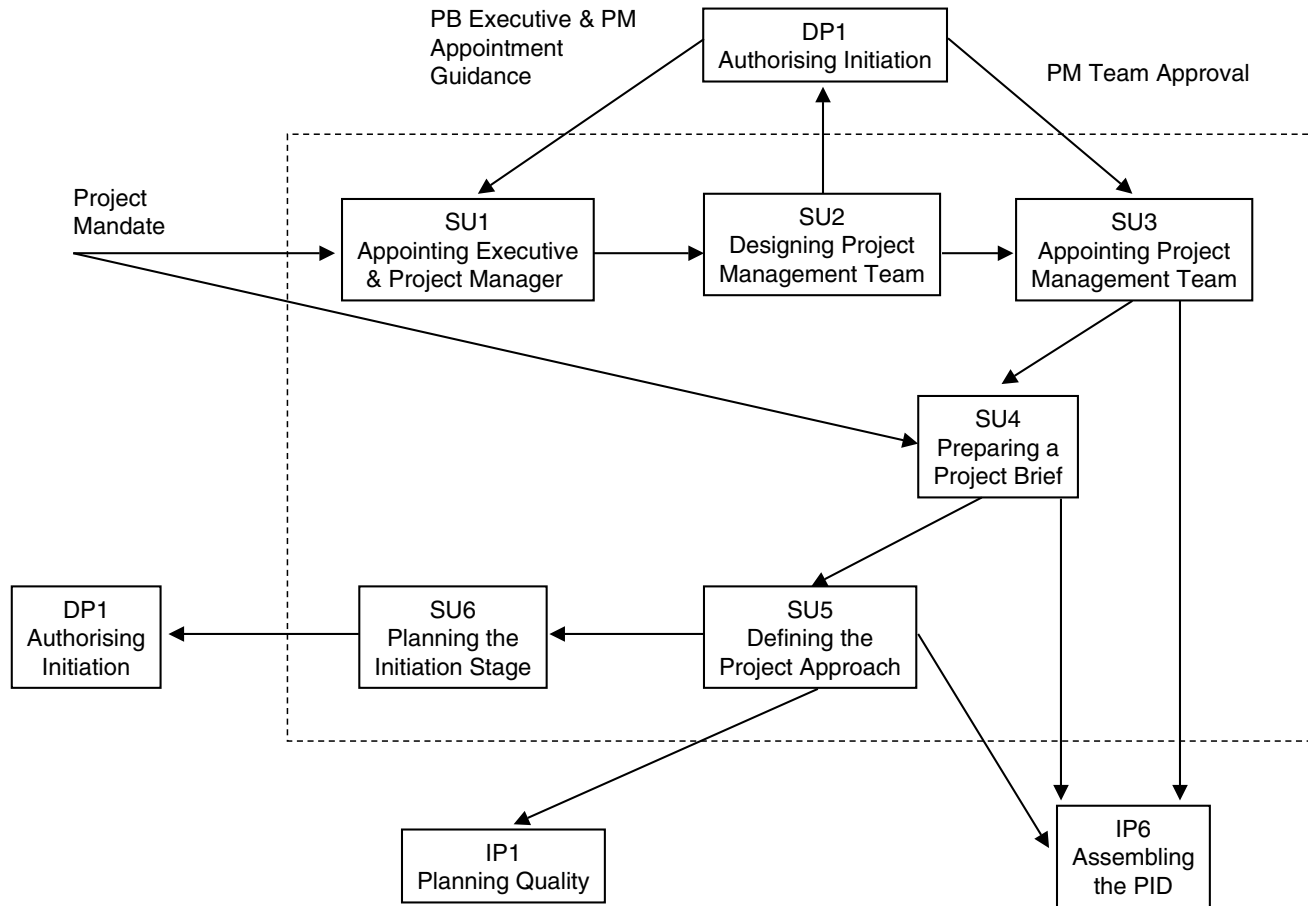 PB Executive & PM
Appointment
Guidance
DP1
Authorising Initiation
PM Team Approval
Project
Mandate
SU1
Appointing Executive
& Project Manager
SU2
Designing Project
Management Team
SU3
Appointing Project
Management Team
SU4
Preparing a
Project Brief
DP1
Authorising
Initiation
SU6
Planning the
Initiation Stage
SU5
Defining the
Project Approach
IP1
Planning Quality
IP6
Assembling
the PID